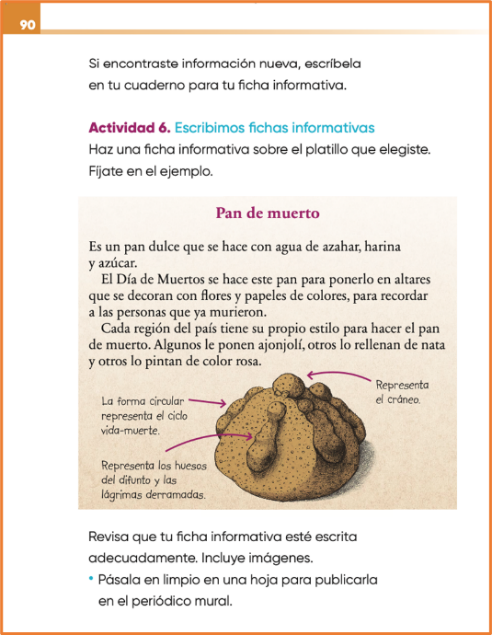 90
Si encontraste información nueva, escríbela
en tu cuaderno para tu ficha informativa.
Actividad 6. Escribimos fichas informativas
Haz una ficha informativa sobre el platillo que elegiste.
Fíjate en el ejemplo.
Pan de muerto
Es un pan dulce que se hace con agua de azahar, harina
y azúcar.
El Día de Muertos se hace este pan para ponerlo en altares
que se decoran con flores y papeles de colores, para recordar
a las personas que ya murieron.
Cada región del país tiene su propio estilo para hacer el pan
de muerto. Algunos le ponen ajonjolí, otros lo rellenan de nata
y otros lo pintan de color rosa.
Representa
el cráneo.
La forma circular
representa el ciclo
vida-muerte.
Representa los huesos
del difunto y las
lágrimas derramadas.
Revisa que tu ficha informativa esté escrita
adecuadamente. Incluye imágenes.
• Pásala en limpio en una hoja para publicarla
en el periódico mural.